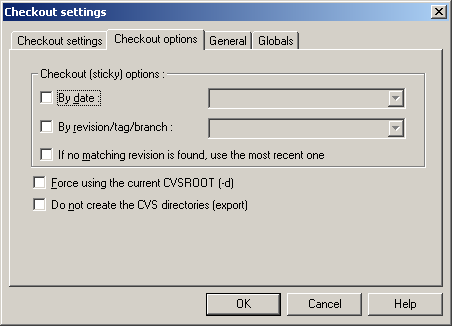 Checkout settings
Checkout settings Checkout options General Globals
Checkout (sticky) options :
By date :
By revision/tag/branch :
If no matching revision is found, use the most recent one
Force using the current CVSROOT (-d)
Do not create the CVS directories (export)
OK Cancel Help